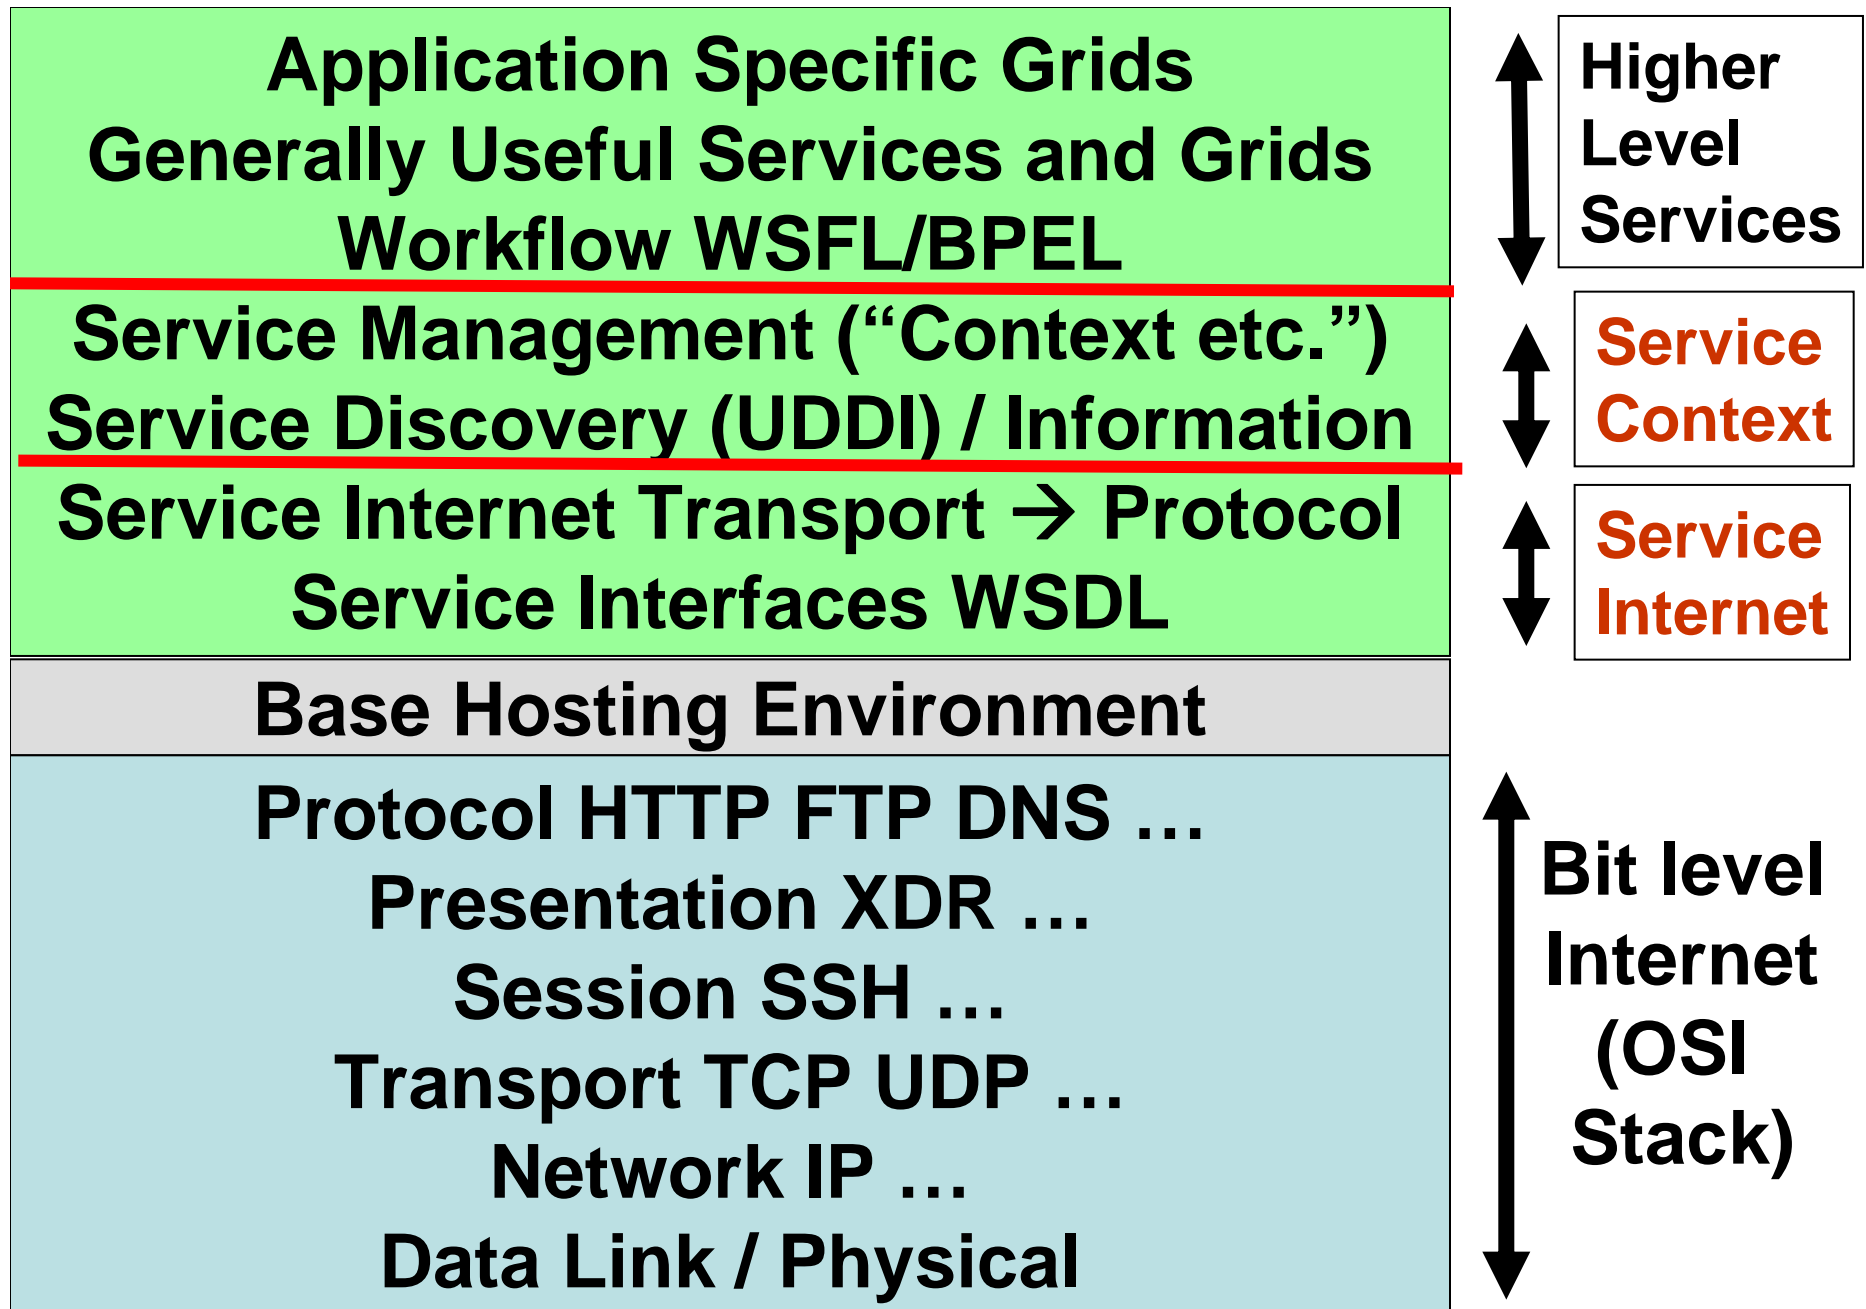 Application Specific Grids
Generally Useful Services and Grids
Workflow WSFL/BPEL
Service Management (“Context etc.”)
Service Discovery (UDDI) / Information
Service Internet Transport → Protocol
Service Interfaces WSDL
Base Hosting Environment
Protocol HTTP FTP DNS …
Presentation XDR …
Session SSH …
Transport TCP UDP …
Network IP …
Data Link / Physical
Higher
Level
Services
Service
Context
Service
Internet
Bit level
Internet
(OSI
Stack)